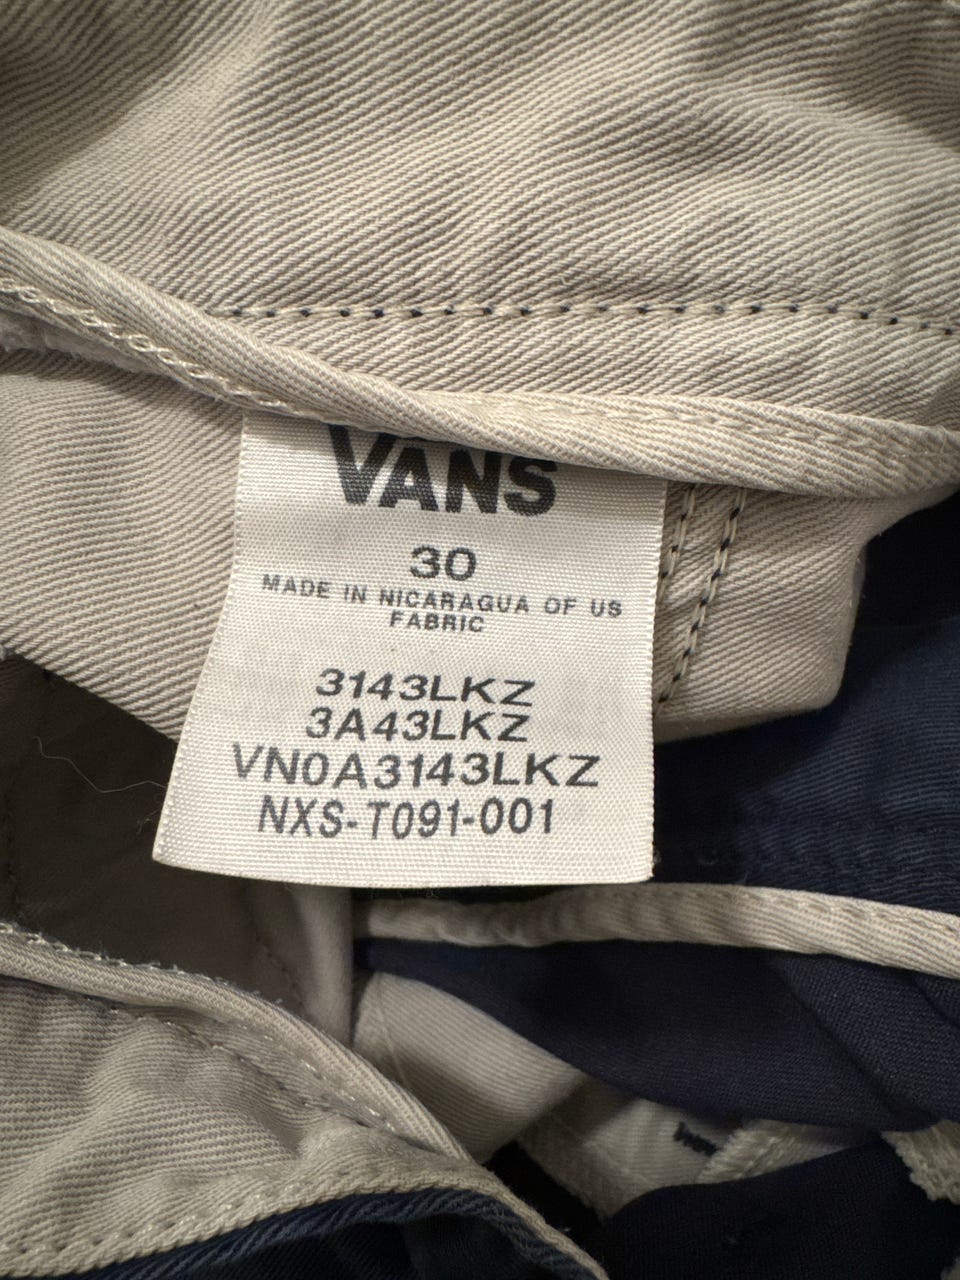 VANS
30
MADE IN NICARAGUA OF US
FABRIC
3143LKZ
3A43LKZ
VN0A3143LKZ
NXS-T091-001